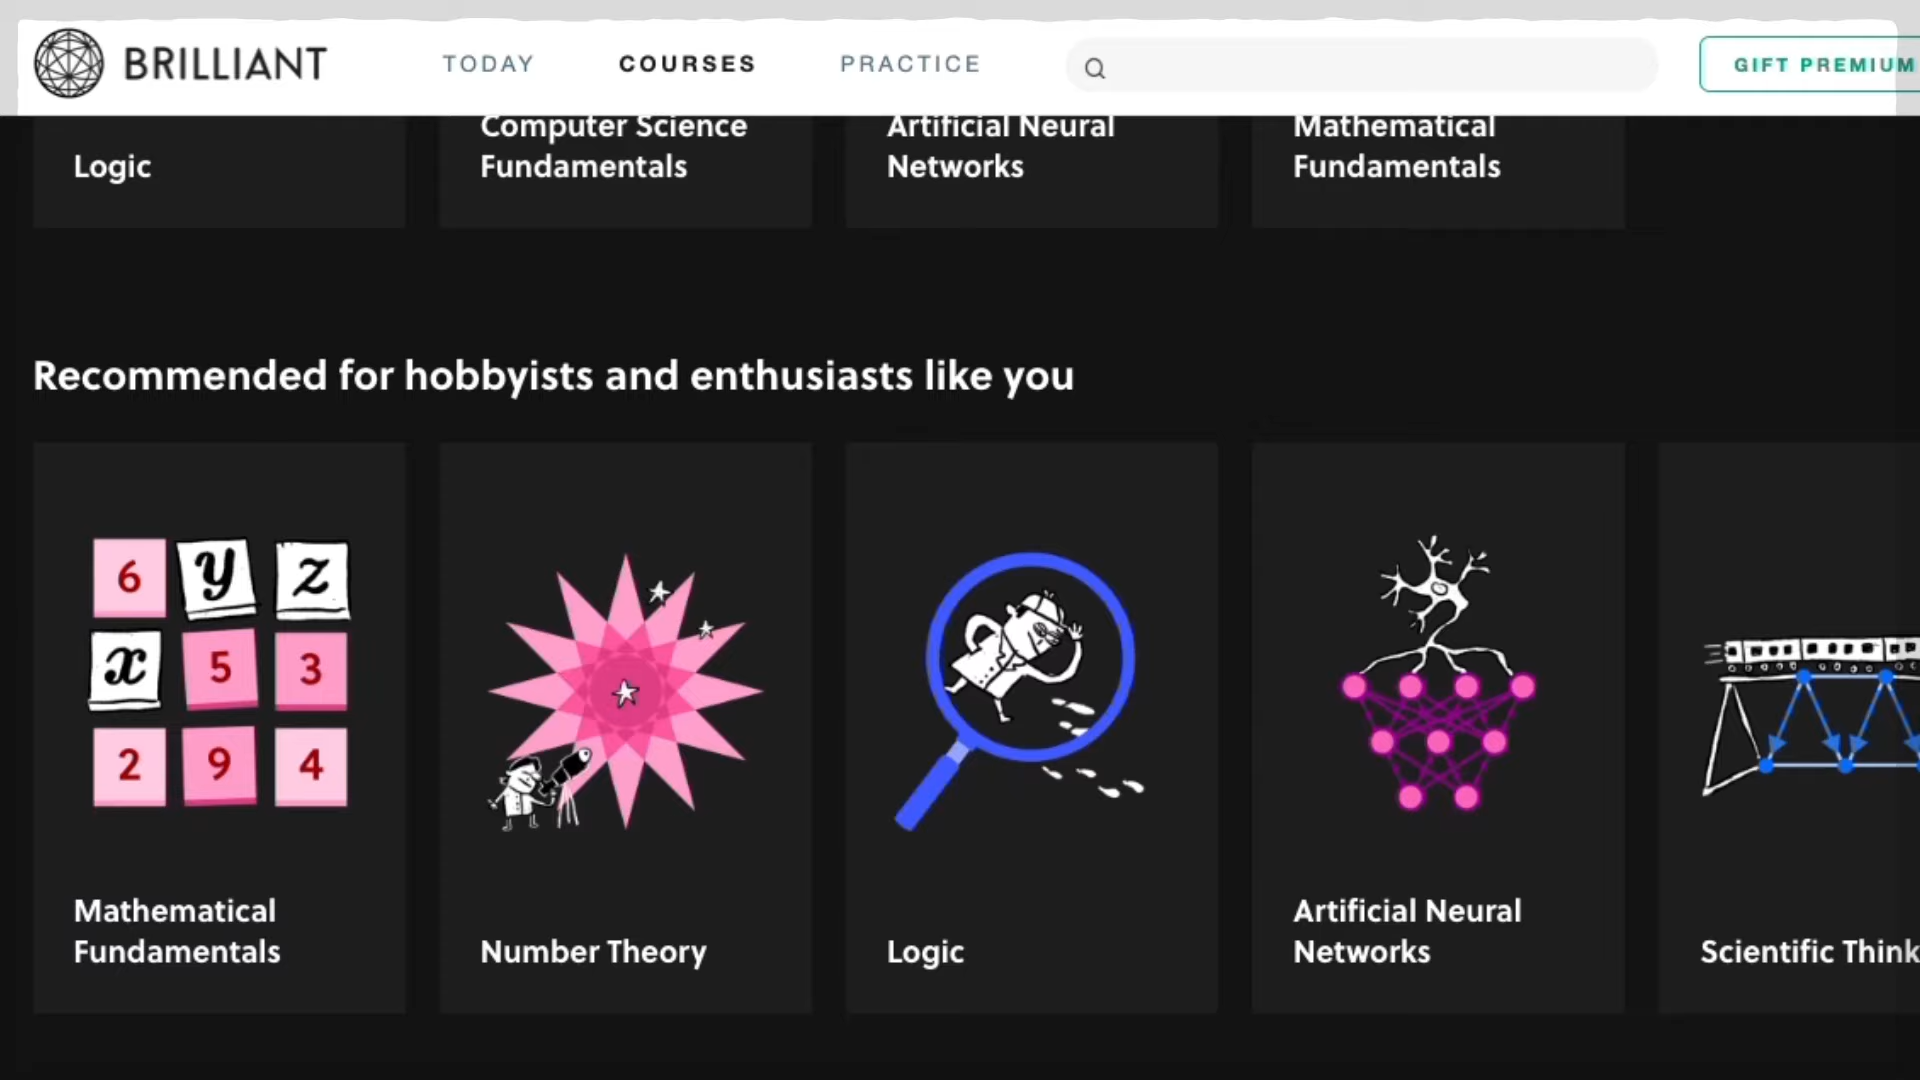 BRILLIANT
TODAY COURSES PRACTICE GIFT PREMIUM
Logic
Computer Science
Fundamentals
Artificial Neural
Networks
Mathematical
Fundamentals
Recommended for hobbyists and enthusiasts like you
6 y z
x 5 3
2 9 4
Mathematical
Fundamentals
Number Theory
Logic
Artificial Neural
Networks
Scientific Think